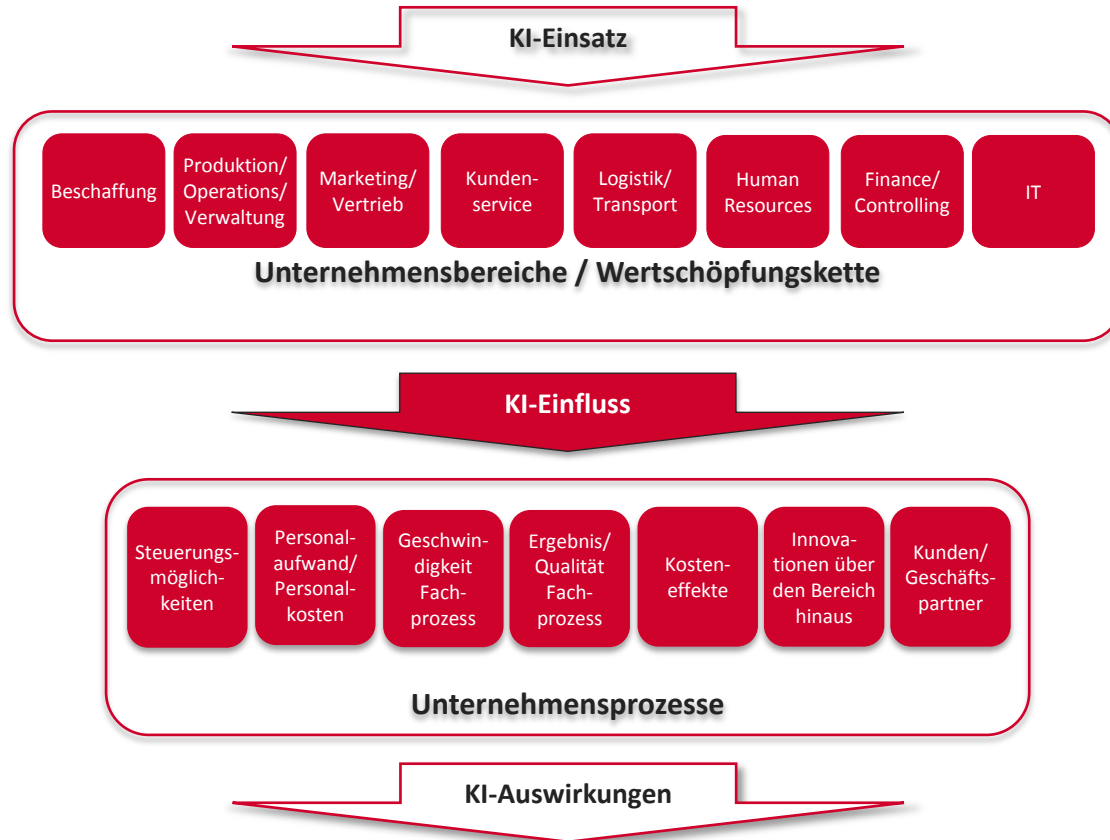 KI-Einsatz
Beschaffung
Produktion/
Operations/
Verwaltung
Marketing/
Vertrieb
Kunden-
service
Logistik/
Transport
Human
Resources
Finance/
Controlling
IT
Unternehmensbereiche / Wertschöpfungskette
KI-Einfluss
Steuerungs-
möglich-
keiten
Personal-
aufwand/
Personal-
kosten
Geschwin-
digkeit
Fach-
prozess
Ergebnis/
Qualität
Fach-
prozess
Kosten-
effekte
Innova-
tionen über
den Bereich
hinaus
Kunden/
Geschäfts-
partner
Unternehmensprozesse
KI-Auswirkungen